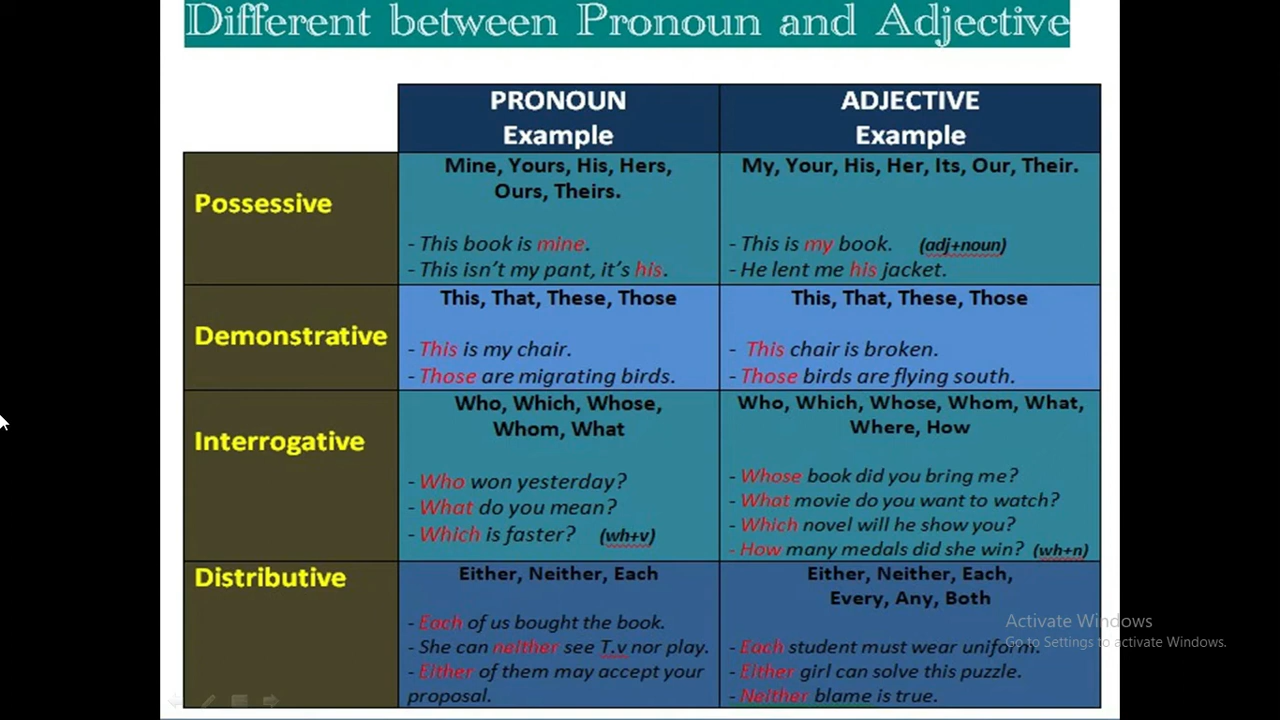 Different between Pronoun and Adjective
PRONOUN
Example
ADJECTIVE
Example
Possessive
Mine, Yours, His, Hers,
Ours, Theirs.
- This book is mine.
- This isn't my pant, it's his.
My, Your, His, Her, Its, Our, Their.
- This is my book. (adj+noun)
- He lent me his jacket.
Demonstrative
This, That, These, Those
- This is my chair.
- Those are migrating birds.
This, That, These, Those
- This chair is broken.
- Those birds are flying south.
Interrogative
Who, Which, Whose,
Whom, What
- Who won yesterday?
- What do you mean?
- Which is faster? (wh+v)
Who, Which, Whose, Whom, What,
Where, How
- Whose book did you bring me?
- What movie do you want to watch?
- Which novel will he show you?
- How many medals did she win? (wh+n)
Distributive
Either, Neither, Each
- Each of us bought the book.
- She can neither see T.v nor play.
- Either of them may accept your
proposal.
Either, Neither, Each,
Every, Any, Both
- Each student must wear uniform.
- Either girl can solve this puzzle.
- Neither blame is true.
Activate Windows
Go to Settings to activate Windows.